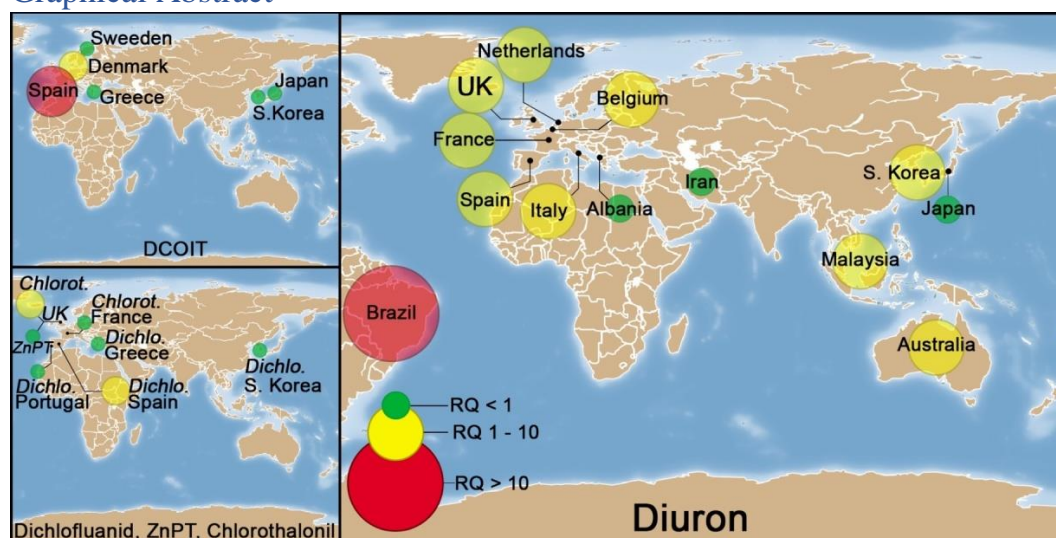 Graphical Abstract
Sweeden
Denmark
Spain
Greece
Japan
S.Korea
DCOIT
Chlorot.
UK
Chlorot.
France
ZnPT
Dichlo.
Greece
Dichlo.
Portugal
Dichlo.
Spain
Dichlo.
S. Korea
Dichlofluanid, ZnPT, Chlorothalonil
Netherlands
UK
Belgium
France
Spain
Italy
Albania
Iran
S. Korea
Japan
Malaysia
Brazil
Australia
RQ < 1
RQ 1 - 10
RQ > 10
Diuron